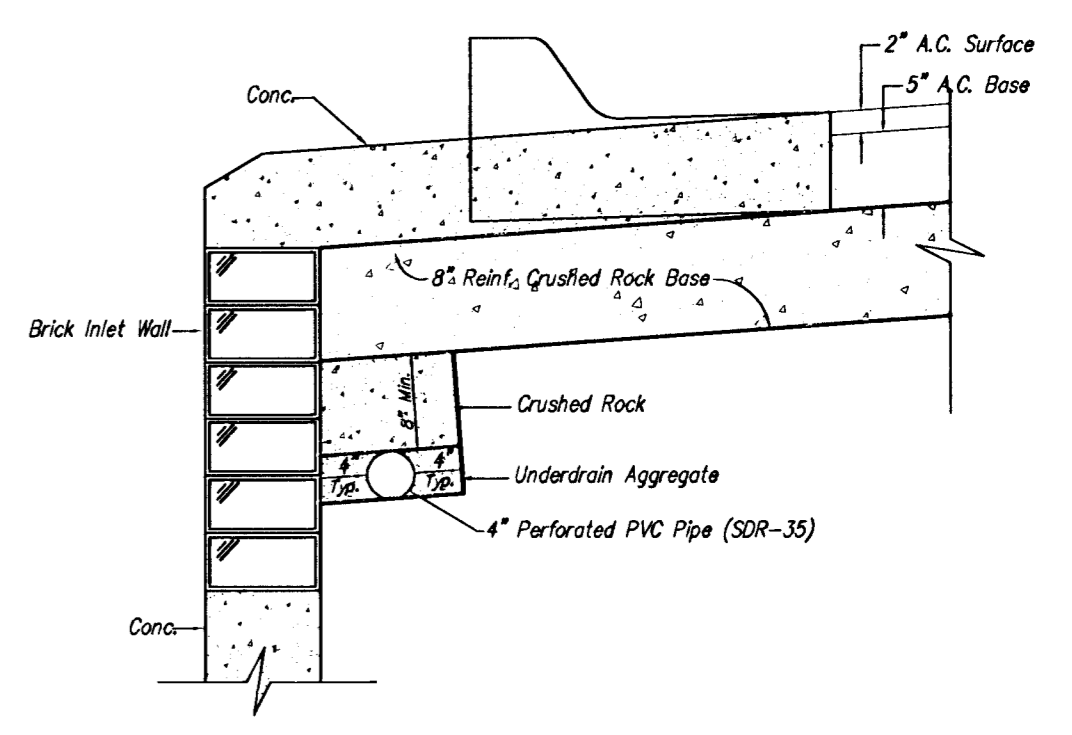 2" A.C. Surface
5" A.C. Base
Conc.
8" Reinf. Crushed Rock Base
Brick Inlet Wall
8" Min.
Crushed Rock
4" 4"
Typ. Typ.
Underdrain Aggregate
4" Perforated PVC Pipe (SDR-35)
Conc.